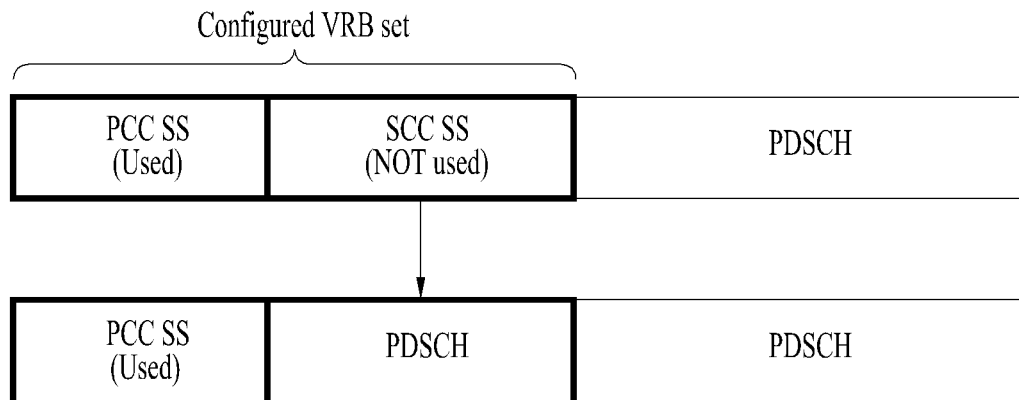 Configured VRB set
PCC SS
(Used)
SCC SS
(NOT used)
PDSCH
PCC SS
(Used)
PDSCH
PDSCH